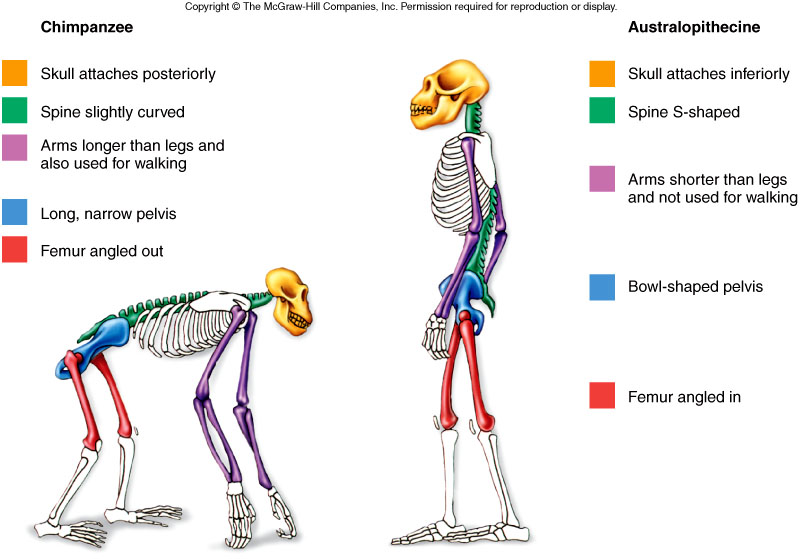 Copyright © The McGraw-Hill Companies, Inc. Permission required for reproduction or display.
Chimpanzee
Skull attaches posteriorly
Spine slightly curved
Arms longer than legs and
also used for walking
Long, narrow pelvis
Femur angled out
Australopithecine
Skull attaches inferiorly
Spine S-shaped
Arms shorter than legs
and not used for walking
Bowl-shaped pelvis
Femur angled in